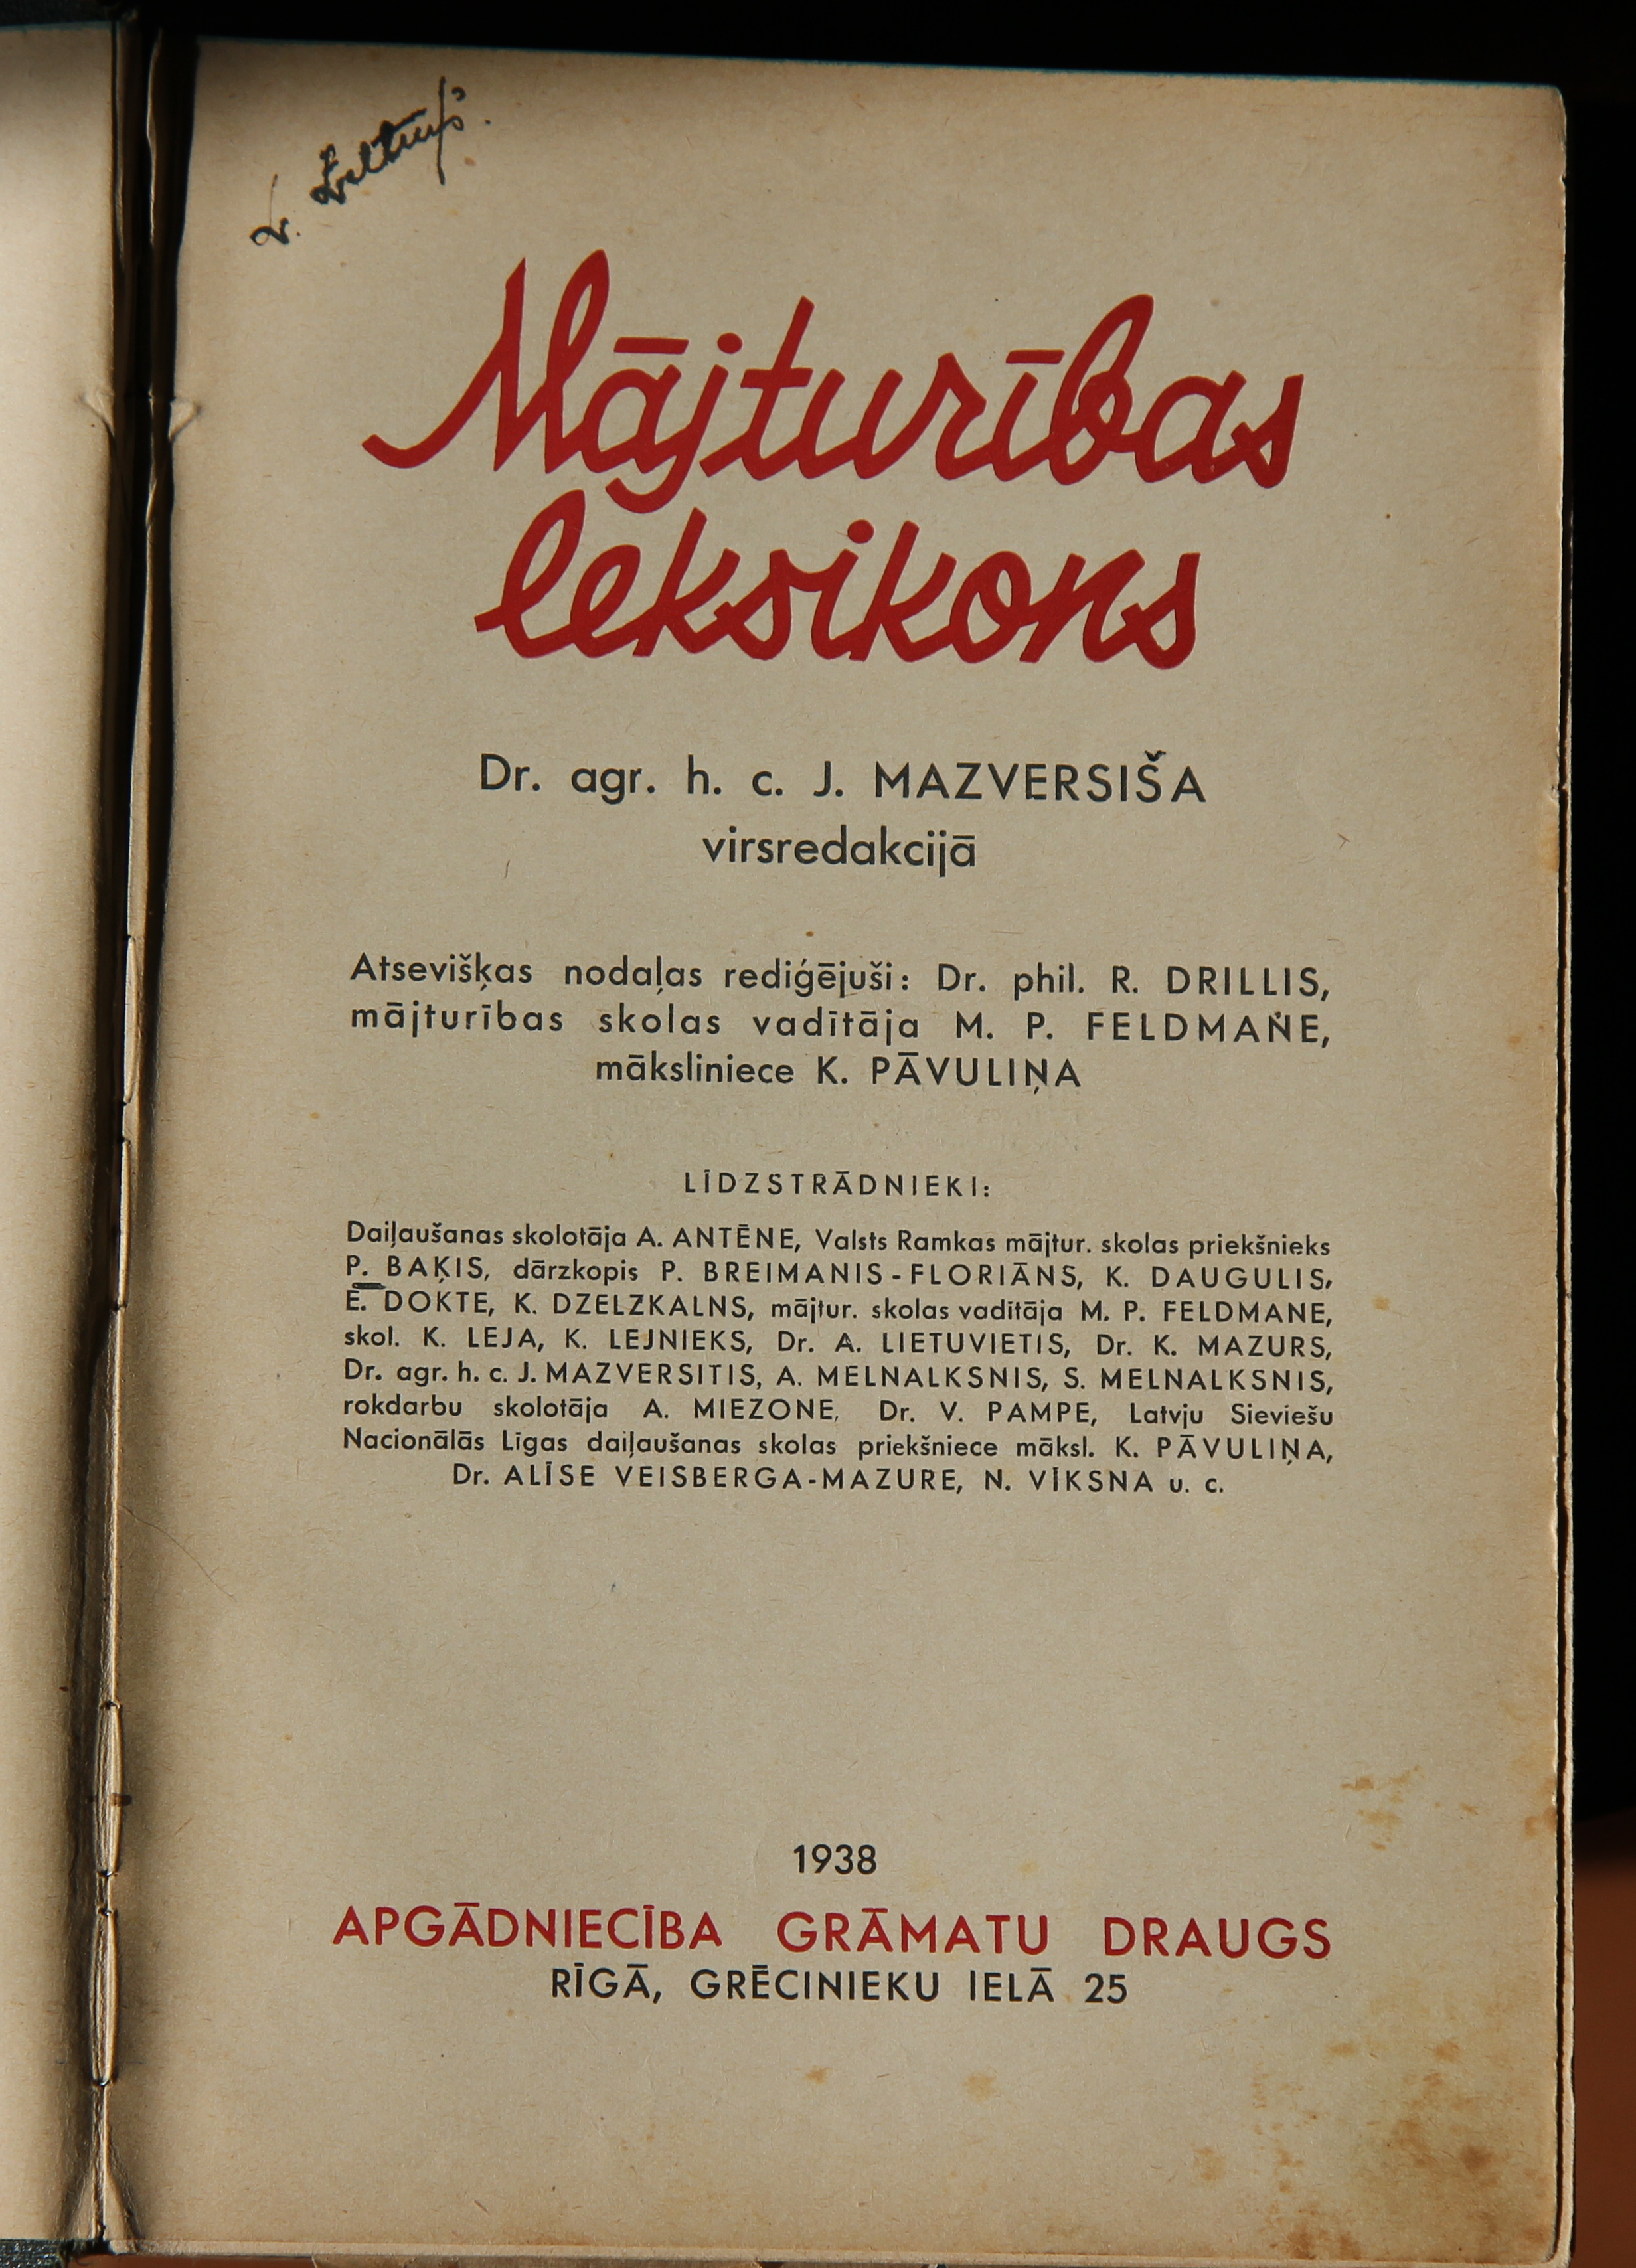 Mājturības
leksikons
Dr. agr. h. c. J. MAZVERSIŠA
virsredakcijā
Atsevišķas nodaļas rediģējuši: Dr. phil. R. DRILLIS,
mājturības skolas vadītāja M. P. FELDMANE,
māksliniece K. PĀVULIŅA
LĪDZSTRĀDNIEKI:
Daiļaušanas skolotāja A. ANTĒNE, Valsts Ramkas mājtur. skolas priekšnieks
P. BAĶIS, dārzkopis P. BREIMANIS-FLORIĀNS, K. DAUGULIS,
E. DOKTE, K. DZELZKALNS, mājtur. skolas vadītāja M. P. FELDMANE,
skol. K. LEJA, K. LEJNIEKS, Dr. A. LIETUVIETIS, Dr. K. MAZURS,
Dr. agr. h. c. J. MAZVERSITIS, A. MELNALKSNIS, S. MELNALKSNIS,
rokdarbu skolotāja A. MIEZONE, Dr. V. PAMPE, Latvju Sieviešu
Nacionālās Līgas daiļaušanas skolas priekšniece māksl. K. PĀVULIŅA,
Dr. ALĪSE VEISBERGA-MAZURE, N. VĪKSNA u. c.
1938
APGĀDNIECĪBA GRĀMATU DRAUGS
RĪGĀ, GRĒCINIEKU IELĀ 25